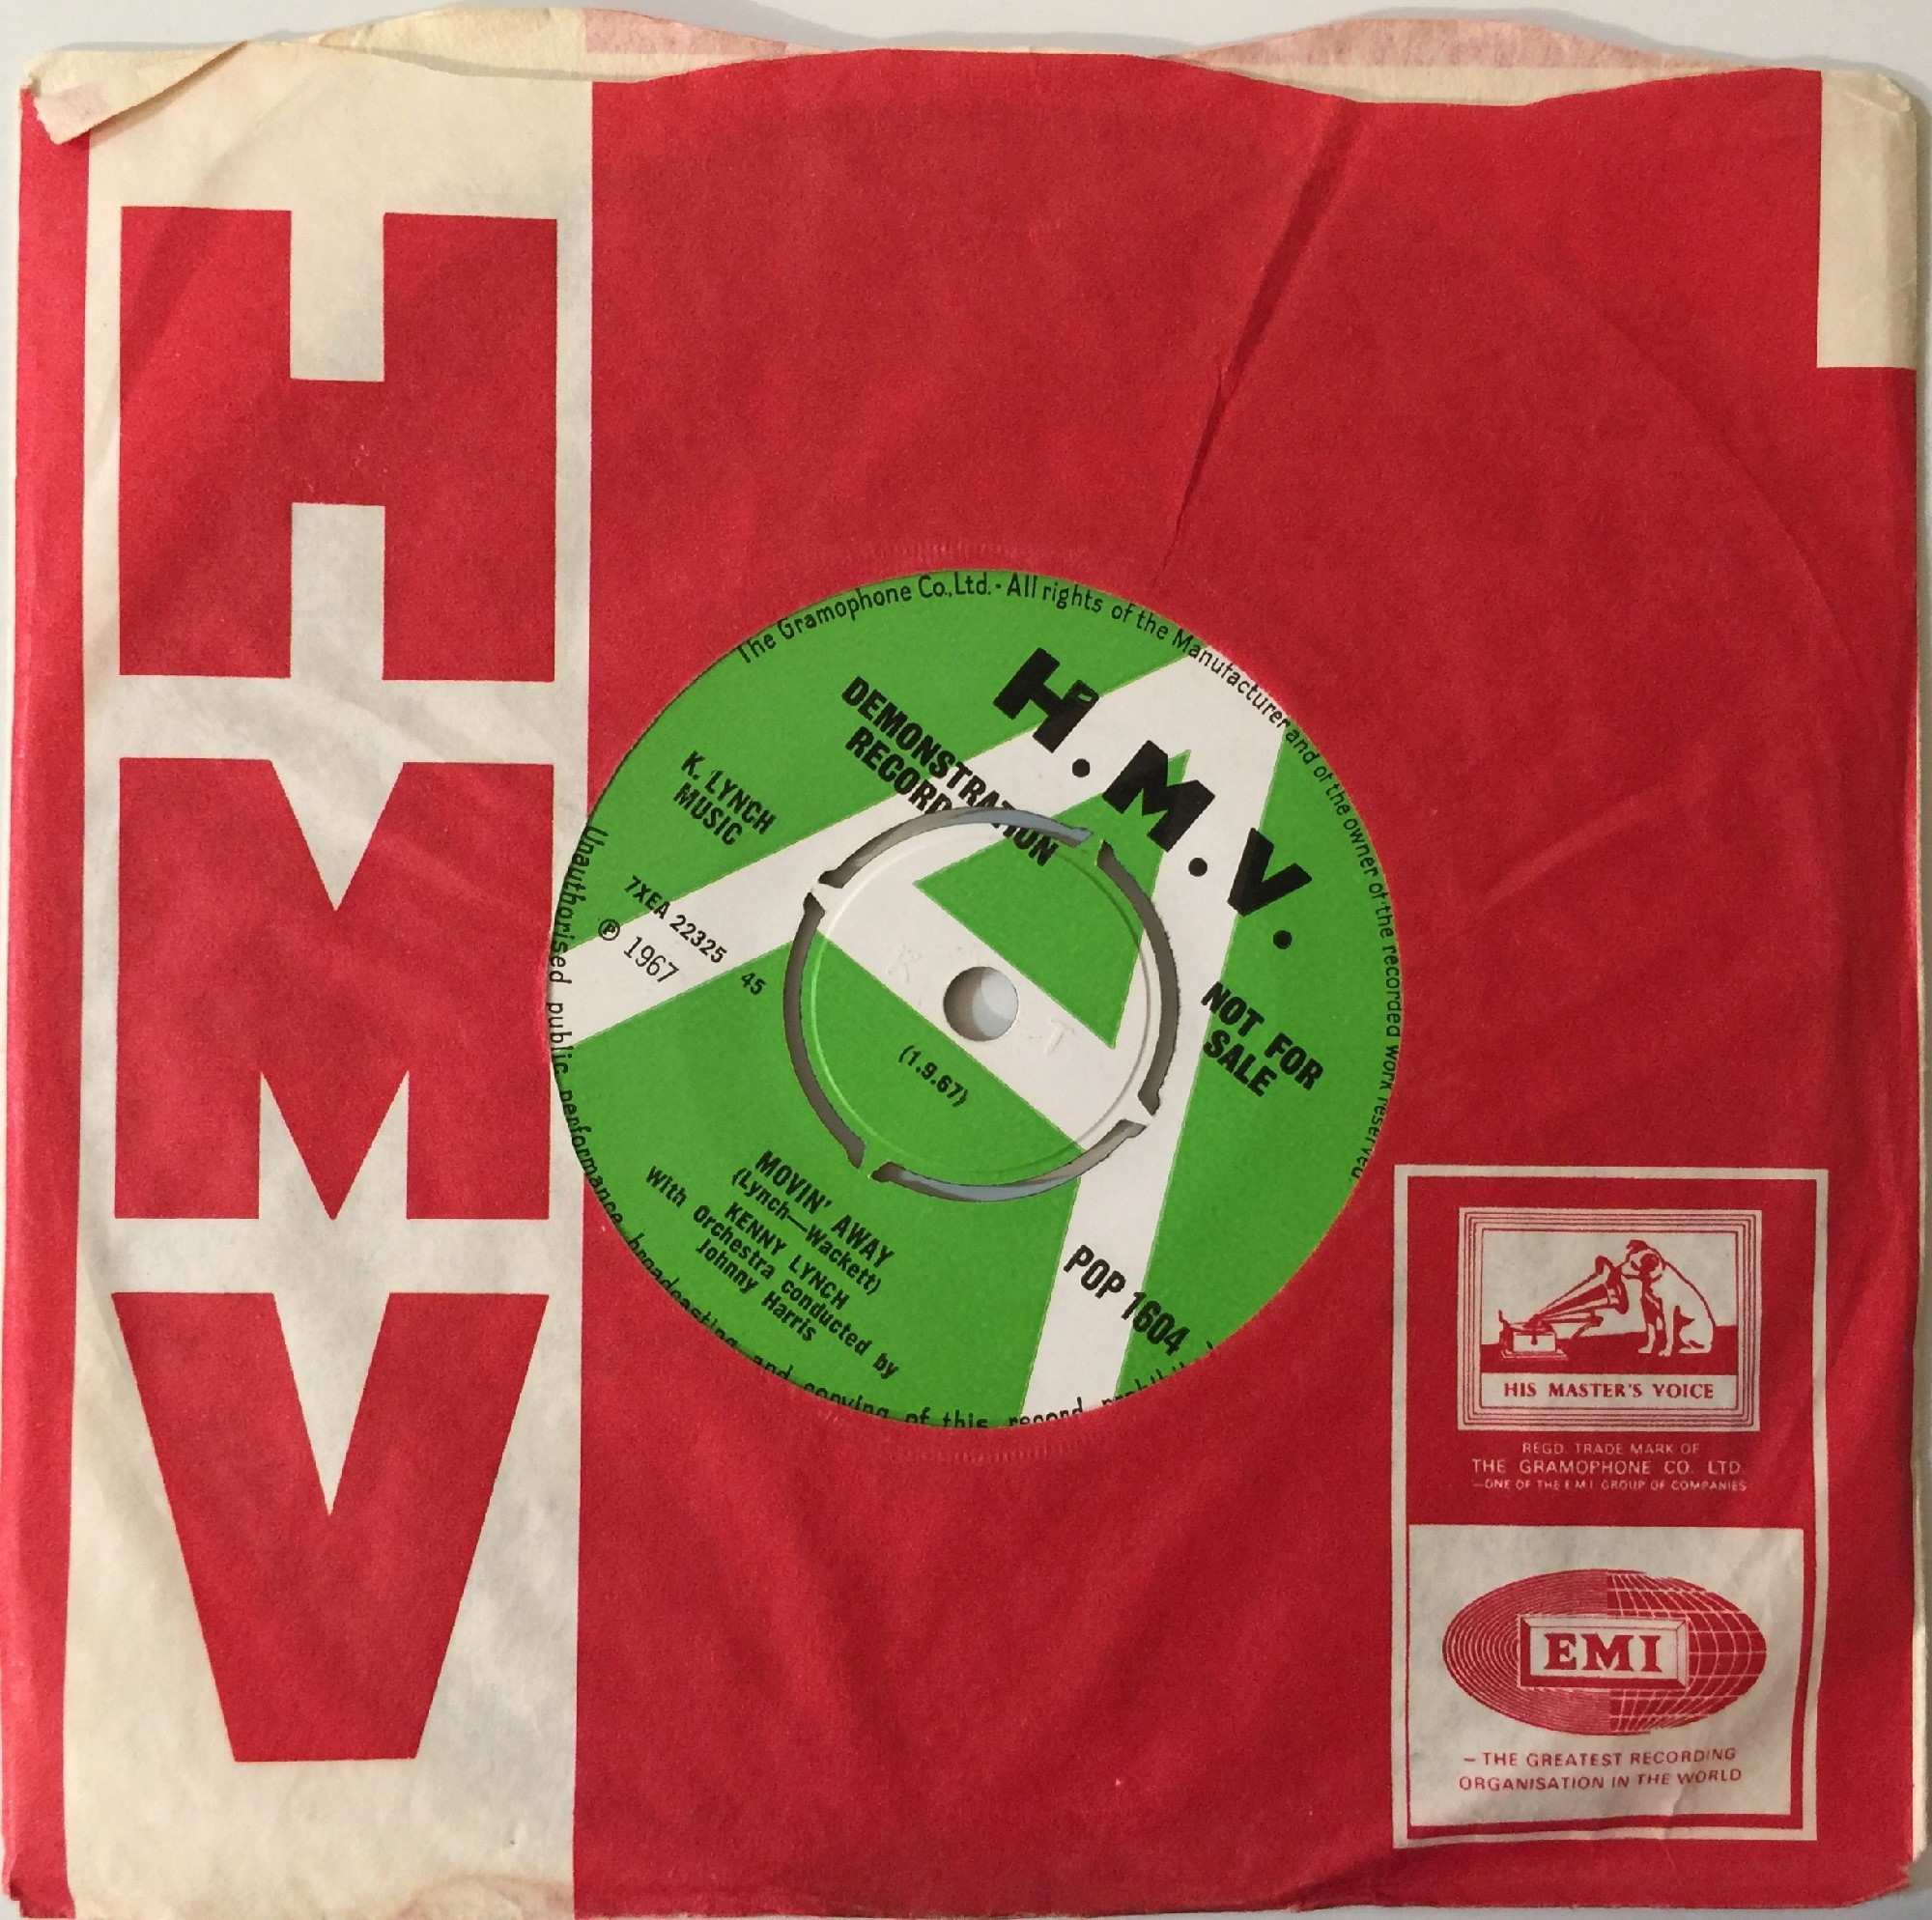 H
M
V
The Gramophone Co.Ltd. - All rights of the Manufacturer and of the owner of the recorded work reserved
H.M.V.
DEMONSTRATION
RECORD
K. LYNCH
MUSIC
7XEA 22325
℗ 1967
45
K T
(1.9.67)
NOT FOR
SALE
MOVIN' AWAY
(Lynch—Wackett)
KENNY LYNCH
with Orchestra conducted by
Johnny Harris
POP 1604
Unauthorised public performance broadcasting and copying of this record
HIS MASTER'S VOICE
REGD. TRADE MARK OF
THE GRAMOPHONE CO. LTD.
—ONE OF THE E.M.I. GROUP OF COMPANIES
EMI
– THE GREATEST RECORDING
ORGANISATION IN THE WORLD